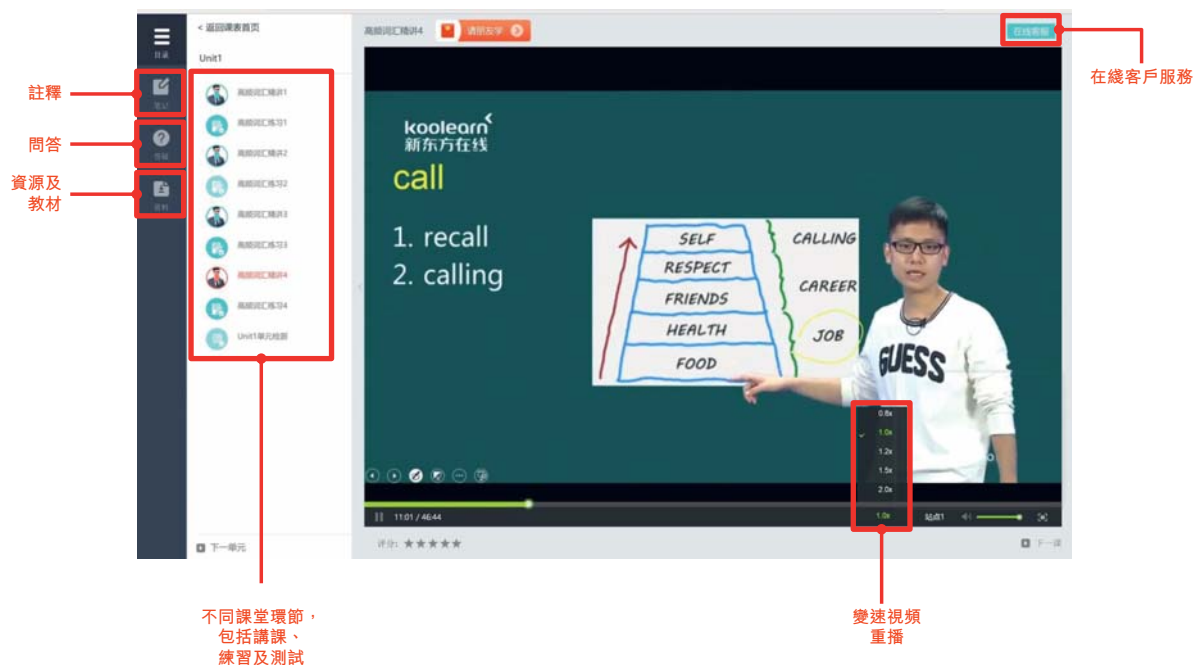 < 返回课表首页
高频词汇精讲4
请朋友学
在线客服
目录
Unit1
在綫客戶服務
註釋
笔记
高频词汇精讲1
高频词汇练习1
問答
答疑
高频词汇精讲2
資源及
教材
资料
高频词汇练习2
高频词汇精讲3
高频词汇练习3
高频词汇精讲4
高频词汇练习4
Unit1单元检测
koolearn
新东方在线
call
1. recall
2. calling
SELF
RESPECT
FRIENDS
HEALTH
FOOD
CALLING
CAREER
JOB
GUESS
0.8x
1.0x
1.2x
1.5x
2.0x
11:01 / 46:44
1.0x
站点1
下一单元
评分: ★★★★★
下一课
不同課堂環節，
包括講課、
練習及測試
變速視頻
重播